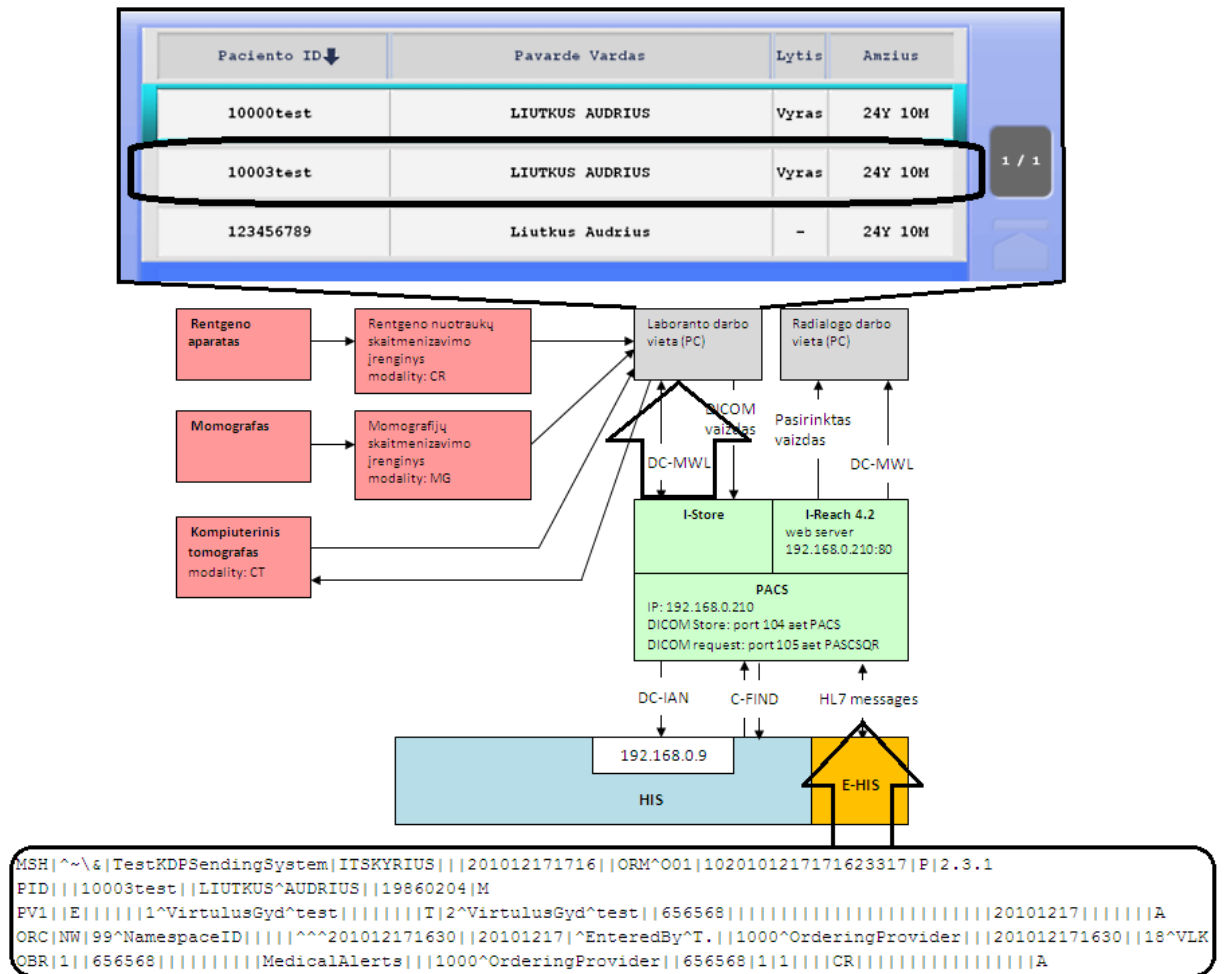 Paciento ID Pavarde Vardas Lytis Amzius
10000test LIUTKUS AUDRIUS Vyras 24Y 10M
10003test LIUTKUS AUDRIUS Vyras 24Y 10M
1 / 1
123456789 Liutkus Audrius - 24Y 10M
Rentgeno
aparatas
Rentgeno nuotraukų
skaitmenizavimo
įrenginys
modality: CR
Laboranto darbo
vieta (PC)
Radialogo darbo
vieta (PC)
Momografas
Momografijų
skaitmenizavimo
įrenginys
modality: MG
DICOM
vaizdas
Pasirinktas
vaizdas
DC-MWL
DC-MWL
Kompiuterinis
tomografas
modality: CT
I-Store
I-Reach 4.2
web server
192.168.0.210:80
PACS
IP: 192.168.0.210
DICOM Store: port 104 aet PACS
DICOM request: port 105 aet PASCSQR
DC-IAN C-FIND HL7 messages
192.168.0.9
HIS
E-HIS
MSH|^~\&|TestKDPSendingSystem|ITSKYRIUS|||201012171716||ORM^O01|1020101217171623317|P|2.3.1
PID|||10003test||LIUTKUS^AUDRIUS||19860204|M
PV1||E||||||1^VirtulusGyd^test|||||||||T|2^VirtulusGyd^test||656568|||||||||||||||||||||||||20101217|||||||A
ORC|NW|99^NamespaceID|||||^^^201012171630||20101217|^EnteredBy^T.||1000^OrderingProvider|||201012171630||18^VLK
OBR|1||656568||||||||||MedicalAlerts|||1000^OrderingProvider||656568|1|1||||CR|||||||||||||||||A